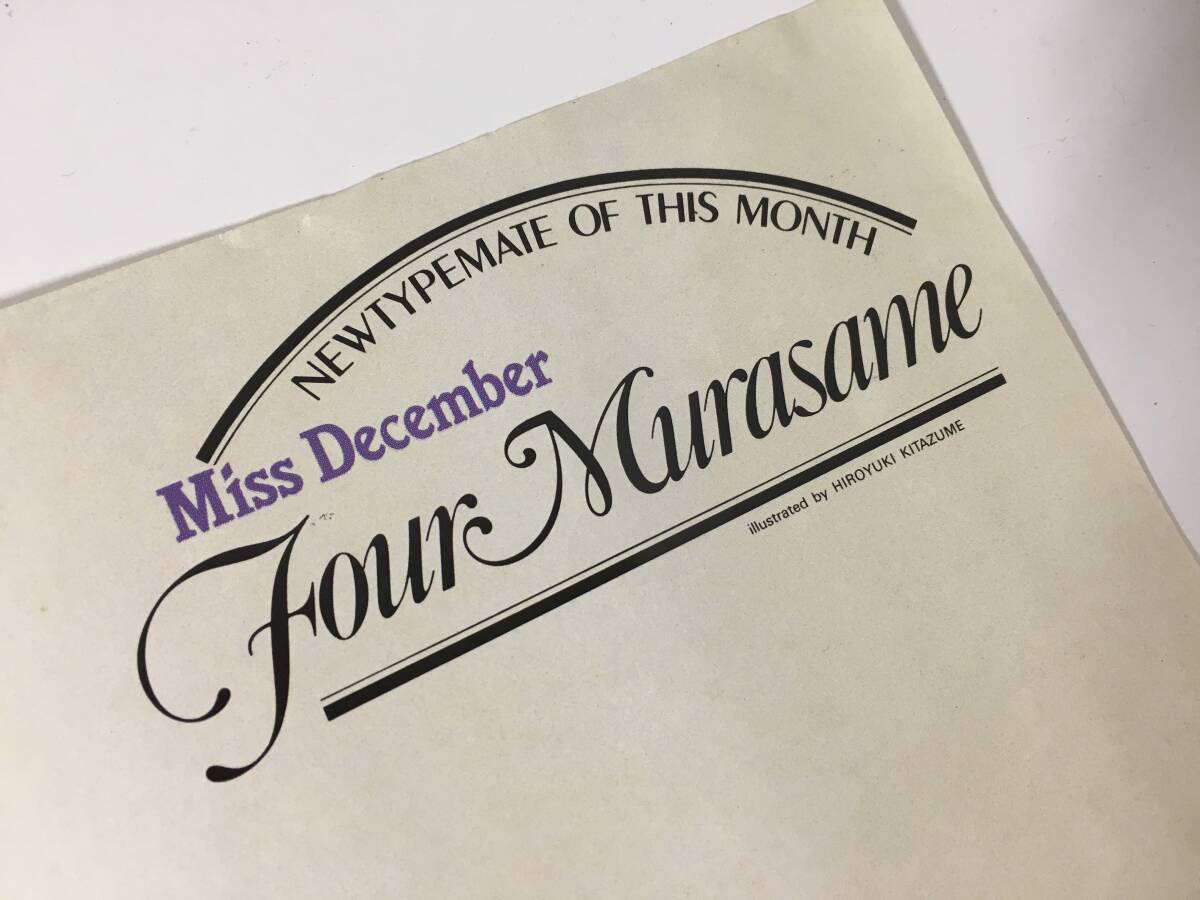 NEWTYPEMATE OF THIS MONTH
Miss December
Four Murasame
illustrated by HIROYUKI KITAZUME